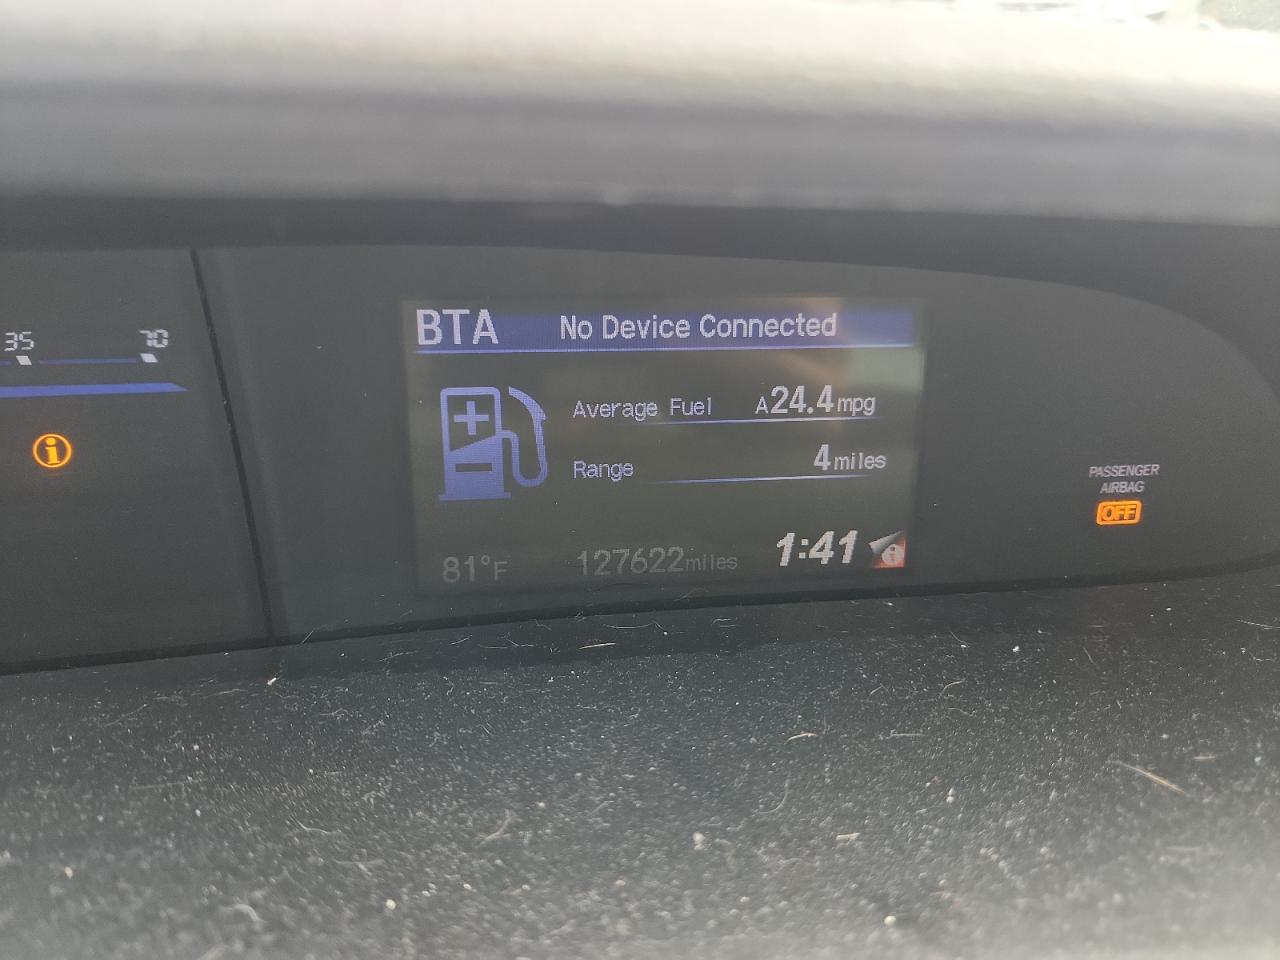 35 70
BTA No Device Connected
Average Fuel A24.4mpg
Range 4miles
81°F 127622miles 1:41
PASSENGER
AIRBAG
OFF